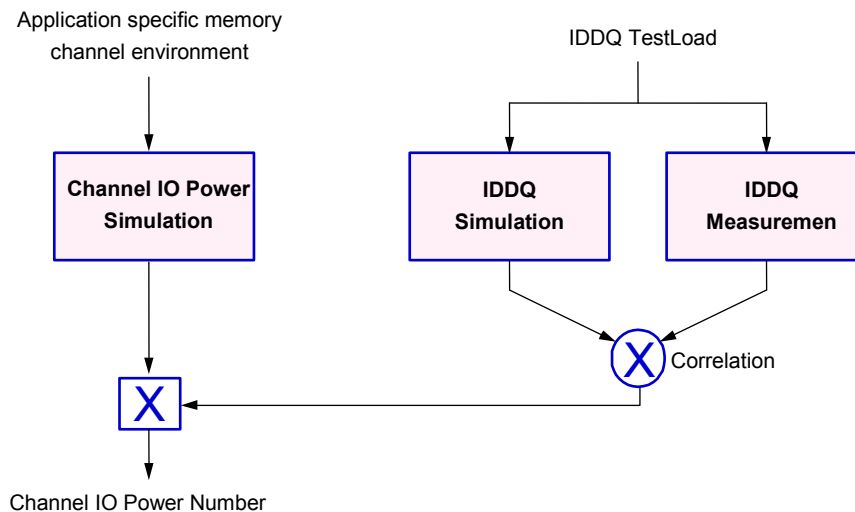 Application specific memory
channel environment
IDDQ TestLoad
Channel IO Power
Simulation
IDDQ
Simulation
IDDQ
Measuremen
X
Correlation
X
Channel IO Power Number